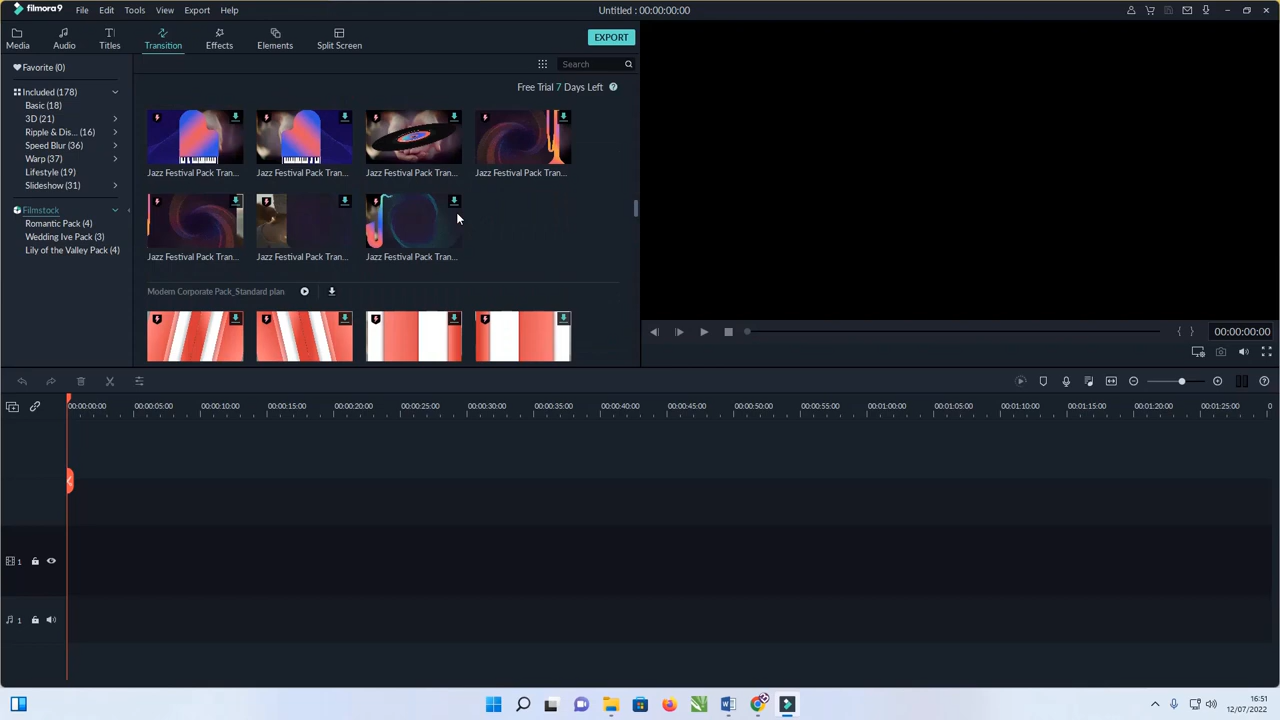 filmora9 File Edit Tools View Export Help Untitled : 00:00:00:00
Media Audio Titles Transition Effects Elements Split Screen EXPORT
Favorite (0)
Included (178)
Basic (18)
3D (21)
Ripple & Dis... (16)
Speed Blur (36)
Warp (37)
Lifestyle (19)
Slideshow (31)
Filmstock
Romantic Pack (4)
Wedding Ive Pack (3)
Lily of the Valley Pack (4)
Search
Free Trial 7 Days Left
Jazz Festival Pack Tran... Jazz Festival Pack Tran... Jazz Festival Pack Tran... Jazz Festival Pack Tran...
Jazz Festival Pack Tran... Jazz Festival Pack Tran... Jazz Festival Pack Tran...
Modern Corporate Pack_Standard plan
{ } 00:00:00:00
00:00:00:00 00:00:05:00 00:00:10:00 00:00:15:00 00:00:20:00 00:00:25:00 00:00:30:00 00:00:35:00 00:00:40:00 00:00:45:00 00:00:50:00 00:00:55:00 00:01:00:00 00:01:05:00 00:01:10:00 00:01:15:00 00:01:20:00 00:01:25:00 0
1
1
16:51
12/07/2022